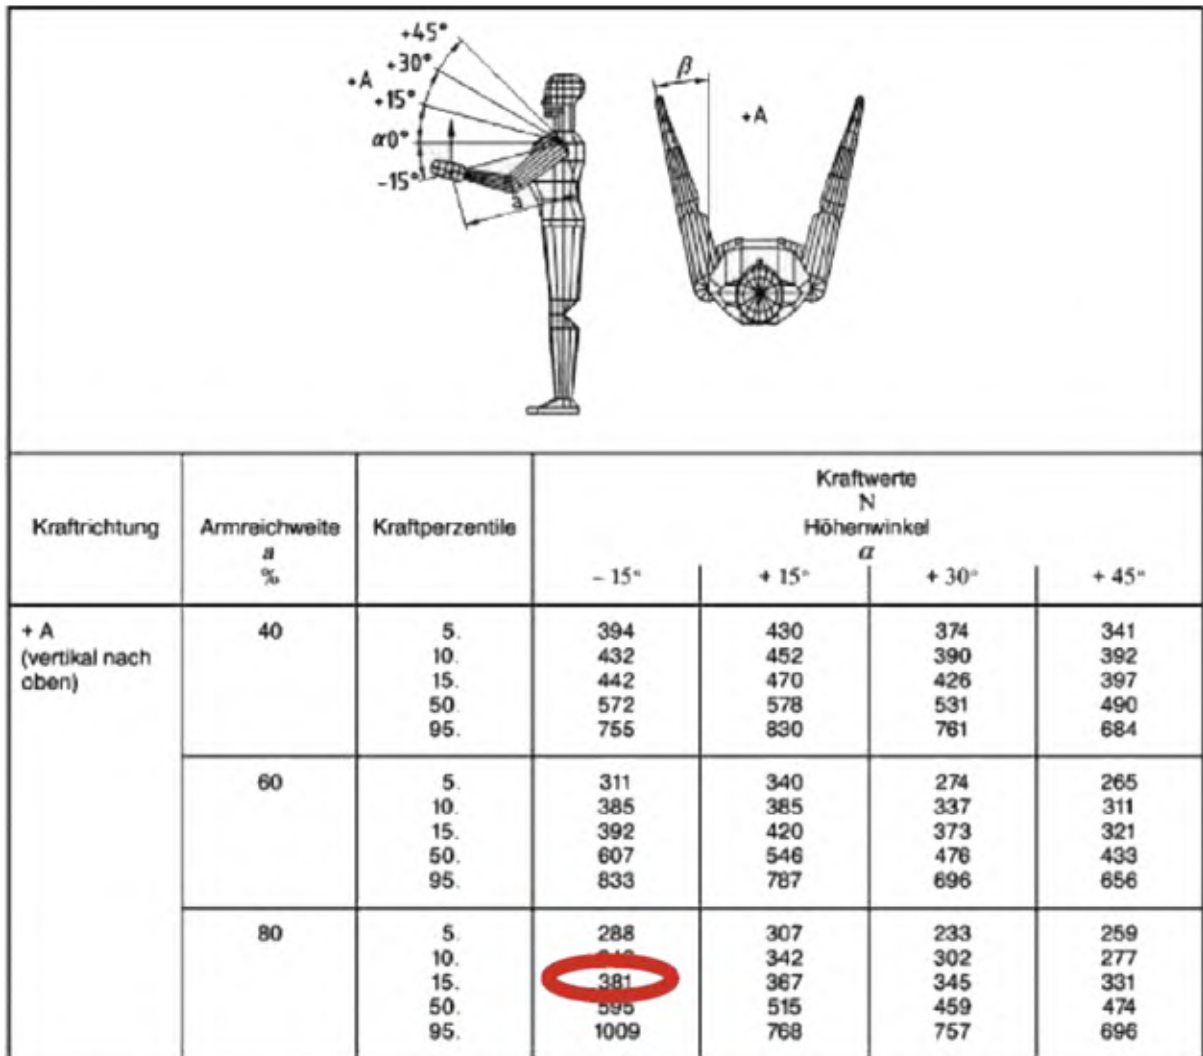 +45°
+30°
+A
+15°
α0°
-15°
a
β
+A
Kraftrichtung Armreichweite a % Kraftperzentile Kraftwerte N Höhenwinkel α
- 15° + 15° + 30° + 45°
+ A (vertikal nach oben) 40 5. 394 430 374 341
10. 432 452 390 392
15. 442 470 426 397
50. 572 578 531 490
95. 755 830 761 684
60 5. 311 340 274 265
10. 385 385 337 311
15. 392 420 373 321
50. 607 546 476 433
95. 833 787 696 656
80 5. 288 307 233 259
10. 342 302 277
15. 381 367 345 331
50. 595 515 459 474
95. 1009 768 757 696